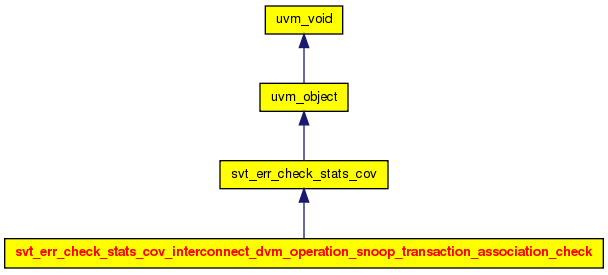 uvm_void
uvm_object
svt_err_check_stats_cov
svt_err_check_stats_cov_interconnect_dvm_operation_snoop_transaction_association_check